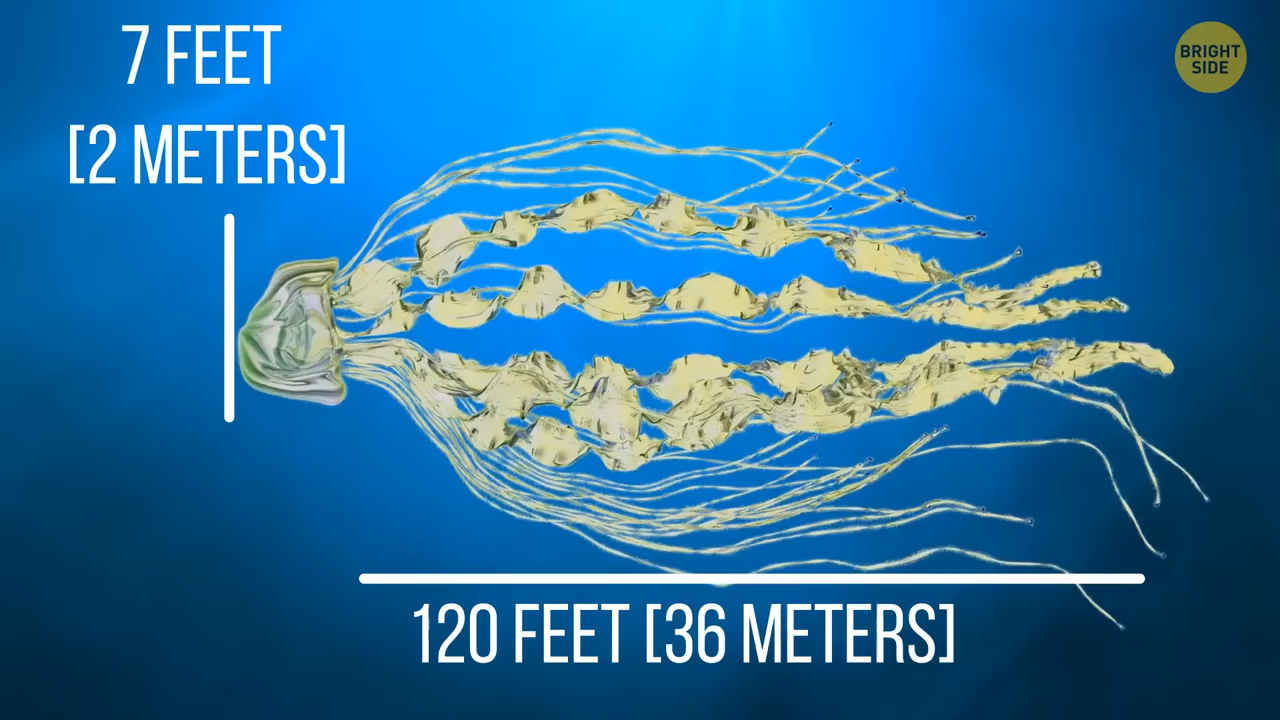 7 FEET
[2 METERS]
BRIGHT
SIDE
120 FEET [36 METERS]